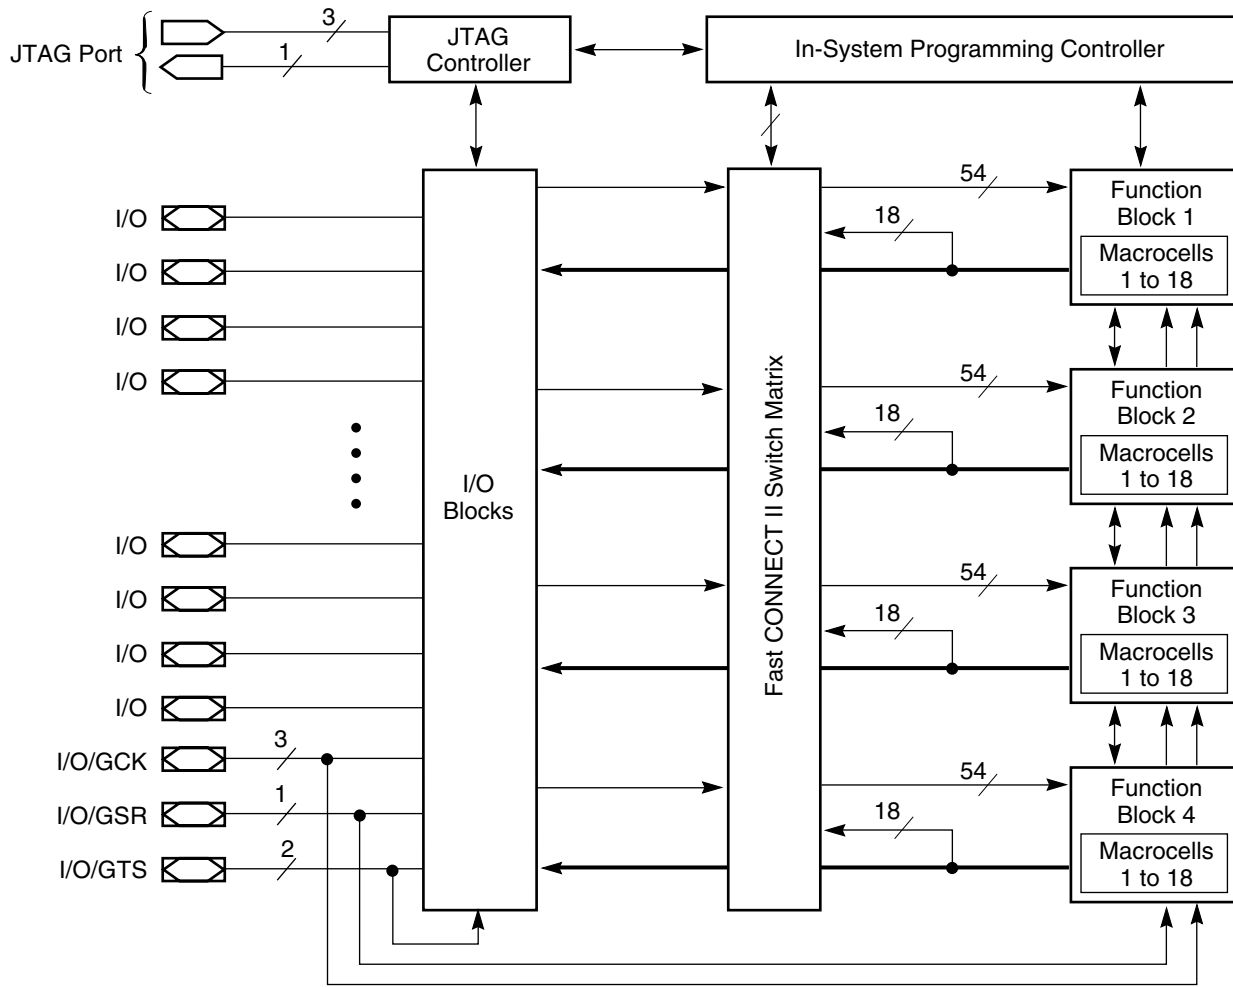 JTAG Port
3
1
JTAG
Controller
In-System Programming Controller
I/O
I/O
I/O
I/O
I/O
I/O
I/O
I/O
I/O/GCK
3
I/O/GSR
1
I/O/GTS
2
I/O
Blocks
Fast CONNECT II Switch Matrix
54
18
Function
Block 1
Macrocells
1 to 18
54
18
Function
Block 2
Macrocells
1 to 18
54
18
Function
Block 3
Macrocells
1 to 18
54
18
Function
Block 4
Macrocells
1 to 18